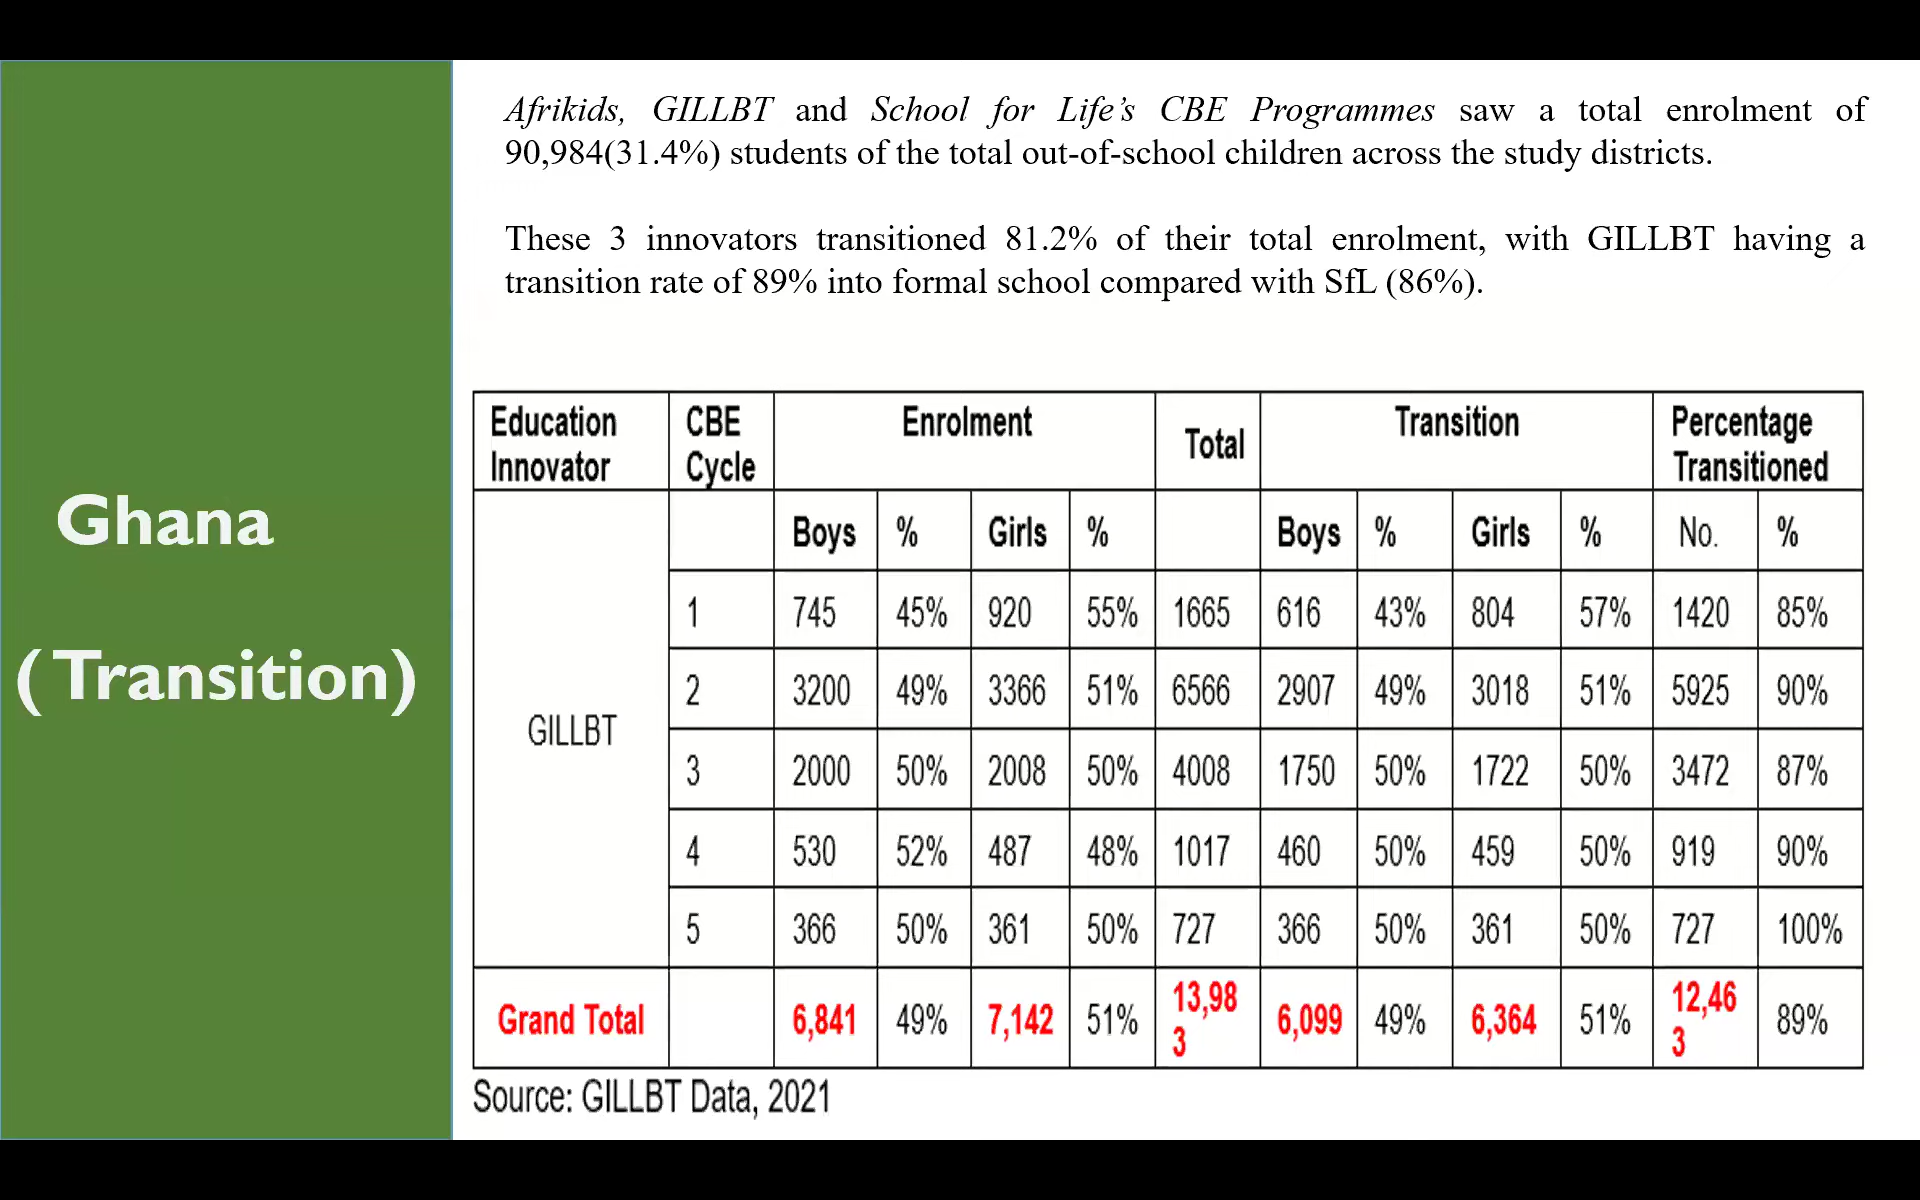 Afrikids, GILLBT and School for Life’s CBE Programmes saw a total enrolment of
90,984(31.4%) students of the total out-of-school children across the study districts.
These 3 innovators transitioned 81.2% of their total enrolment, with GILLBT having a
transition rate of 89% into formal school compared with SfL (86%).
Ghana
( Transition)
Education Innovator CBE Cycle Enrolment Total Transition Percentage Transitioned
Boys % Girls % Boys % Girls % No. %
GILLBT
1 745 45% 920 55% 1665 616 43% 804 57% 1420 85%
2 3200 49% 3366 51% 6566 2907 49% 3018 51% 5925 90%
3 2000 50% 2008 50% 4008 1750 50% 1722 50% 3472 87%
4 530 52% 487 48% 1017 460 50% 459 50% 919 90%
5 366 50% 361 50% 727 366 50% 361 50% 727 100%
Grand Total 6,841 49% 7,142 51% 13,983 6,099 49% 6,364 51% 12,463 89%
Source: GILLBT Data, 2021